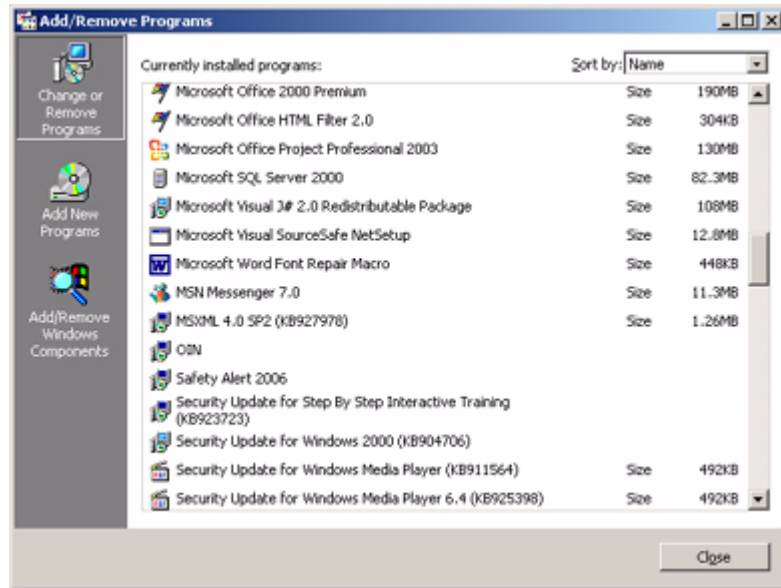 Add/Remove Programs
Change or
Remove
Programs
Add New
Programs
Add/Remove
Windows
Components
Currently installed programs:
Sort by: Name
Microsoft Office 2000 Premium Size 190MB
Microsoft Office HTML Filter 2.0 Size 304KB
Microsoft Office Project Professional 2003 Size 130MB
Microsoft SQL Server 2000 Size 82.3MB
Microsoft Visual J# 2.0 Redistributable Package Size 108MB
Microsoft Visual SourceSafe NetSetup Size 12.8MB
Microsoft Word Font Repair Macro Size 448KB
MSN Messenger 7.0 Size 11.3MB
MSXML 4.0 SP2 (KB927978) Size 1.26MB
OIN
Safety Alert 2006
Security Update for Step By Step Interactive Training
(KB923723)
Security Update for Windows 2000 (KB904706)
Security Update for Windows Media Player (KB911564) Size 492KB
Security Update for Windows Media Player 6.4 (KB925398) Size 492KB
Close